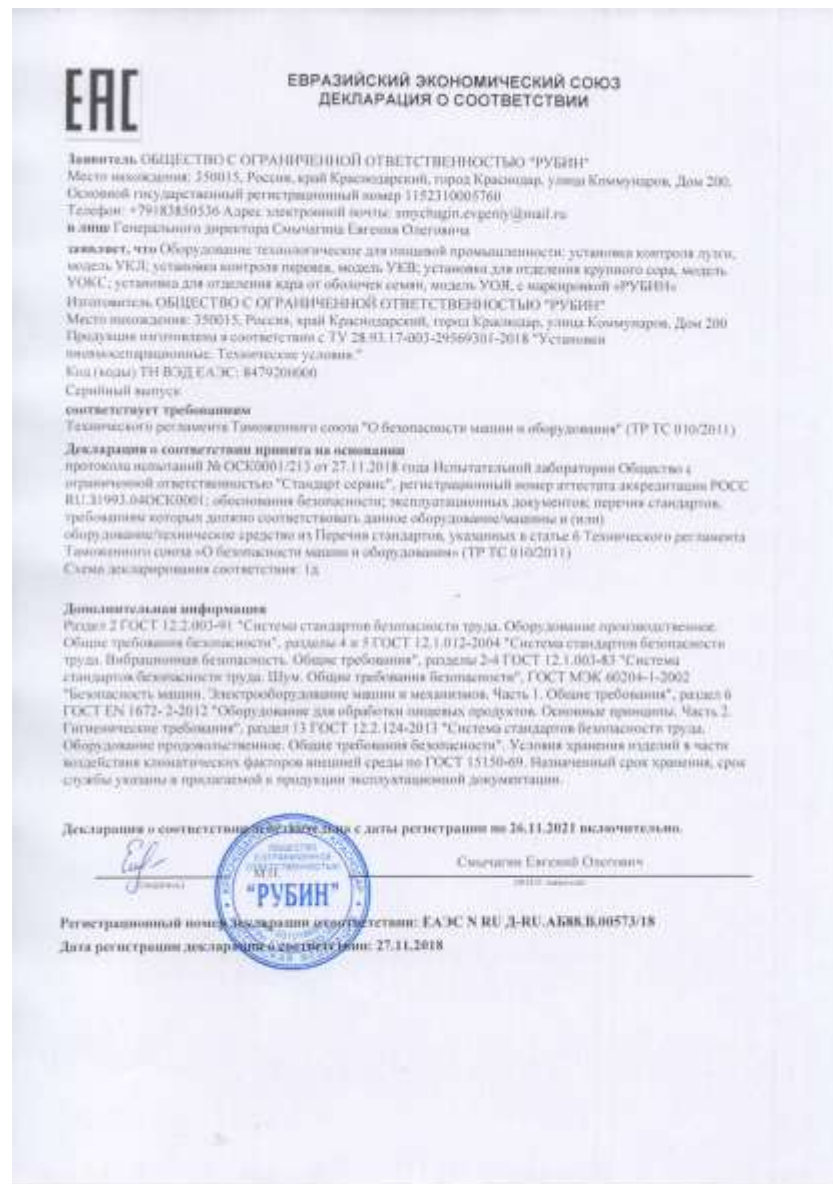 ЕАС
ЕВРАЗИЙСКИЙ ЭКОНОМИЧЕСКИЙ СОЮЗ
ДЕКЛАРАЦИЯ О СООТВЕТСТВИИ
Заявитель ОБЩЕСТВО С ОГРАНИЧЕННОЙ ОТВЕТСТВЕННОСТЬЮ "РУБИН"
Место нахождения: 350015, Россия, край Краснодарский, город Краснодар, улица Коммунаров, Дом 200,
Основной государственный регистрационный номер 1152310005760
Телефон: +79183850536 Адрес электронной почты: smychagin.evgeniy@mail.ru
в лице Генерального директора Смычагина Евгения Олеговича
заявляет, что Оборудование технологическое для пищевой промышленности: установка контроля лузги,
модель УКЛ; установка контроля перевея, модель УКВ; установка для отделения крупного сора, модель
УОКС; установка для отделения ядра от оболочек семян, модель УОЯ, с маркировкой «РУБИН»
Изготовитель ОБЩЕСТВО С ОГРАНИЧЕННОЙ ОТВЕТСТВЕННОСТЬЮ "РУБИН"
Место нахождения: 350015, Россия, край Краснодарский, город Краснодар, улица Коммунаров, Дом 200
Продукция изготовлена в соответствии с ТУ 28.93.17-003-29569301-2018 "Установки
пневмосепарационные. Технические условия."
Код (коды) ТН ВЭД ЕАЭС: 8479200000
Серийный выпуск
соответствует требованиям
Технического регламента Таможенного союза "О безопасности машин и оборудования" (ТР ТС 010/2011)
Декларация о соответствии принята на основании
протокола испытаний № ОСК0001/213 от 27.11.2018 года Испытательной лаборатории Общество с
ограниченной ответственностью "Стандарт сервис", регистрационный номер аттестата аккредитации РОСС
RU.31993.04ОСК0001; обоснования безопасности; эксплуатационных документов; перечня стандартов,
требованиям которых должно соответствовать данное оборудование/машины и (или)
оборудование/техническое средство из Перечня стандартов, указанных в статье 6 Технического регламента
Таможенного союза «О безопасности машин и оборудования» (ТР ТС 010/2011)
Схема декларирования соответствия: 1д
Дополнительная информация
Раздел 2 ГОСТ 12.2.003-91 "Система стандартов безопасности труда. Оборудование производственное.
Общие требования безопасности", разделы 4 и 5 ГОСТ 12.1.012-2004 "Система стандартов безопасности
труда. Вибрационная безопасность. Общие требования", разделы 2-4 ГОСТ 12.1.003-83 "Система
стандартов безопасности труда. Шум. Общие требования безопасности", ГОСТ МЭК 60204-1-2002
"Безопасность машин. Электрооборудование машин и механизмов. Часть 1. Общие требования", раздел 6
ГОСТ EN 1672- 2-2012 "Оборудование для обработки пищевых продуктов. Основные принципы. Часть 2.
Гигиенические требования", раздел 13 ГОСТ 12.2.124-2013 "Система стандартов безопасности труда.
Оборудование продовольственное. Общие требования безопасности". Условия хранения изделий в части
воздействия климатических факторов внешней среды по ГОСТ 15150-69. Назначенный срок хранения, срок
службы указаны в прилагаемой к продукции эксплуатационной документации.
Декларация о соответствии действительна с даты регистрации по 26.11.2021 включительно.
Смычагин Евгений Олегович
(подпись)
М.П.
ОБЩЕСТВО
С ОГРАНИЧЕННОЙ
ОТВЕТСТВЕННОСТЬЮ
"РУБИН"
Регистрационный номер декларации о соответствии: ЕАЭС N RU Д-RU.АБ88.В.00573/18
Дата регистрации декларации о соответствии: 27.11.2018